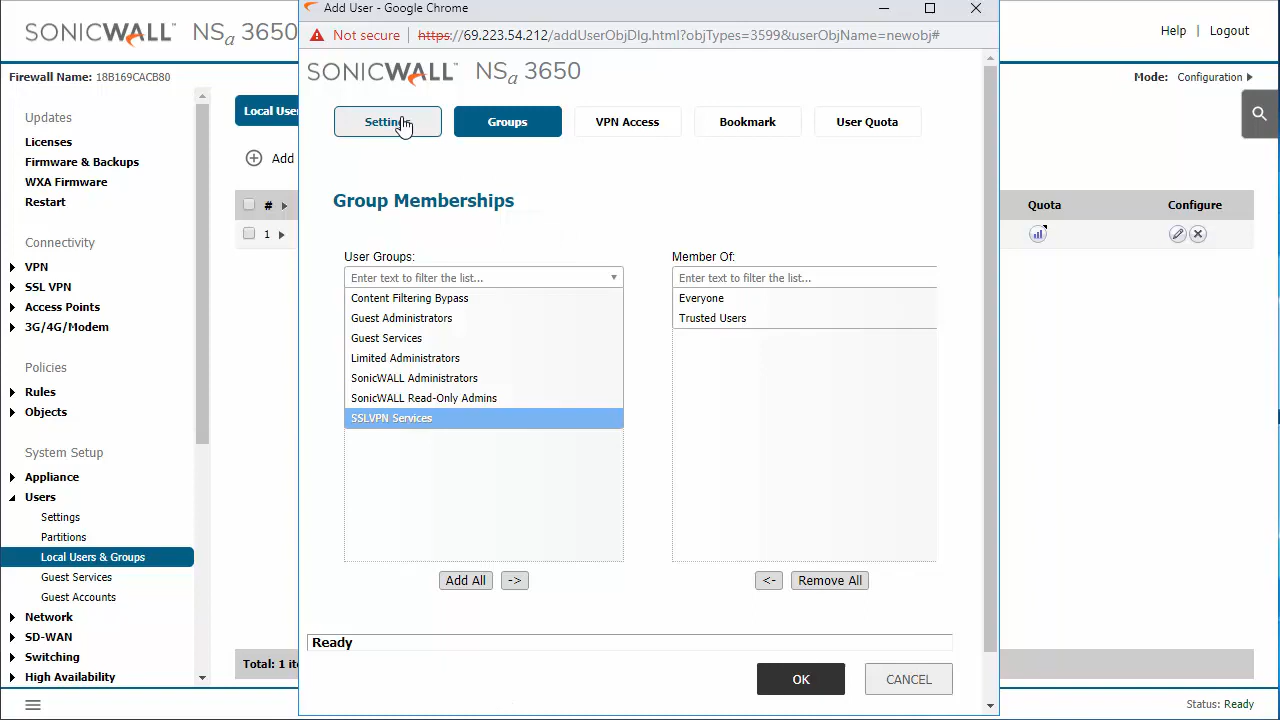 Add User - Google Chrome
Not secure | https://69.223.54.212/addUserObjDlg.html?objTypes=3599&userObjName=newobj#
SONICWALL™ NSa 3650
Help | Logout
Firewall Name: 18B169CACB80
Mode: Configuration
SONICWALL™ NSa 3650
Updates
Licenses
Firmware & Backups
WXA Firmware
Restart
Connectivity
VPN
SSL VPN
Access Points
3G/4G/Modem
Policies
Rules
Objects
System Setup
Appliance
Users
Settings
Partitions
Local Users & Groups
Guest Services
Guest Accounts
Network
SD-WAN
Switching
High Availability
Local User
Add
#
1
Total: 1 ite
Settings
Groups
VPN Access
Bookmark
User Quota
Group Memberships
User Groups:
Enter text to filter the list...
Content Filtering Bypass
Guest Administrators
Guest Services
Limited Administrators
SonicWALL Administrators
SonicWALL Read-Only Admins
SSLVPN Services
Add All
->
Member Of:
Enter text to filter the list...
Everyone
Trusted Users
<-
Remove All
Ready
OK
CANCEL
Quota
Configure
Status: Ready